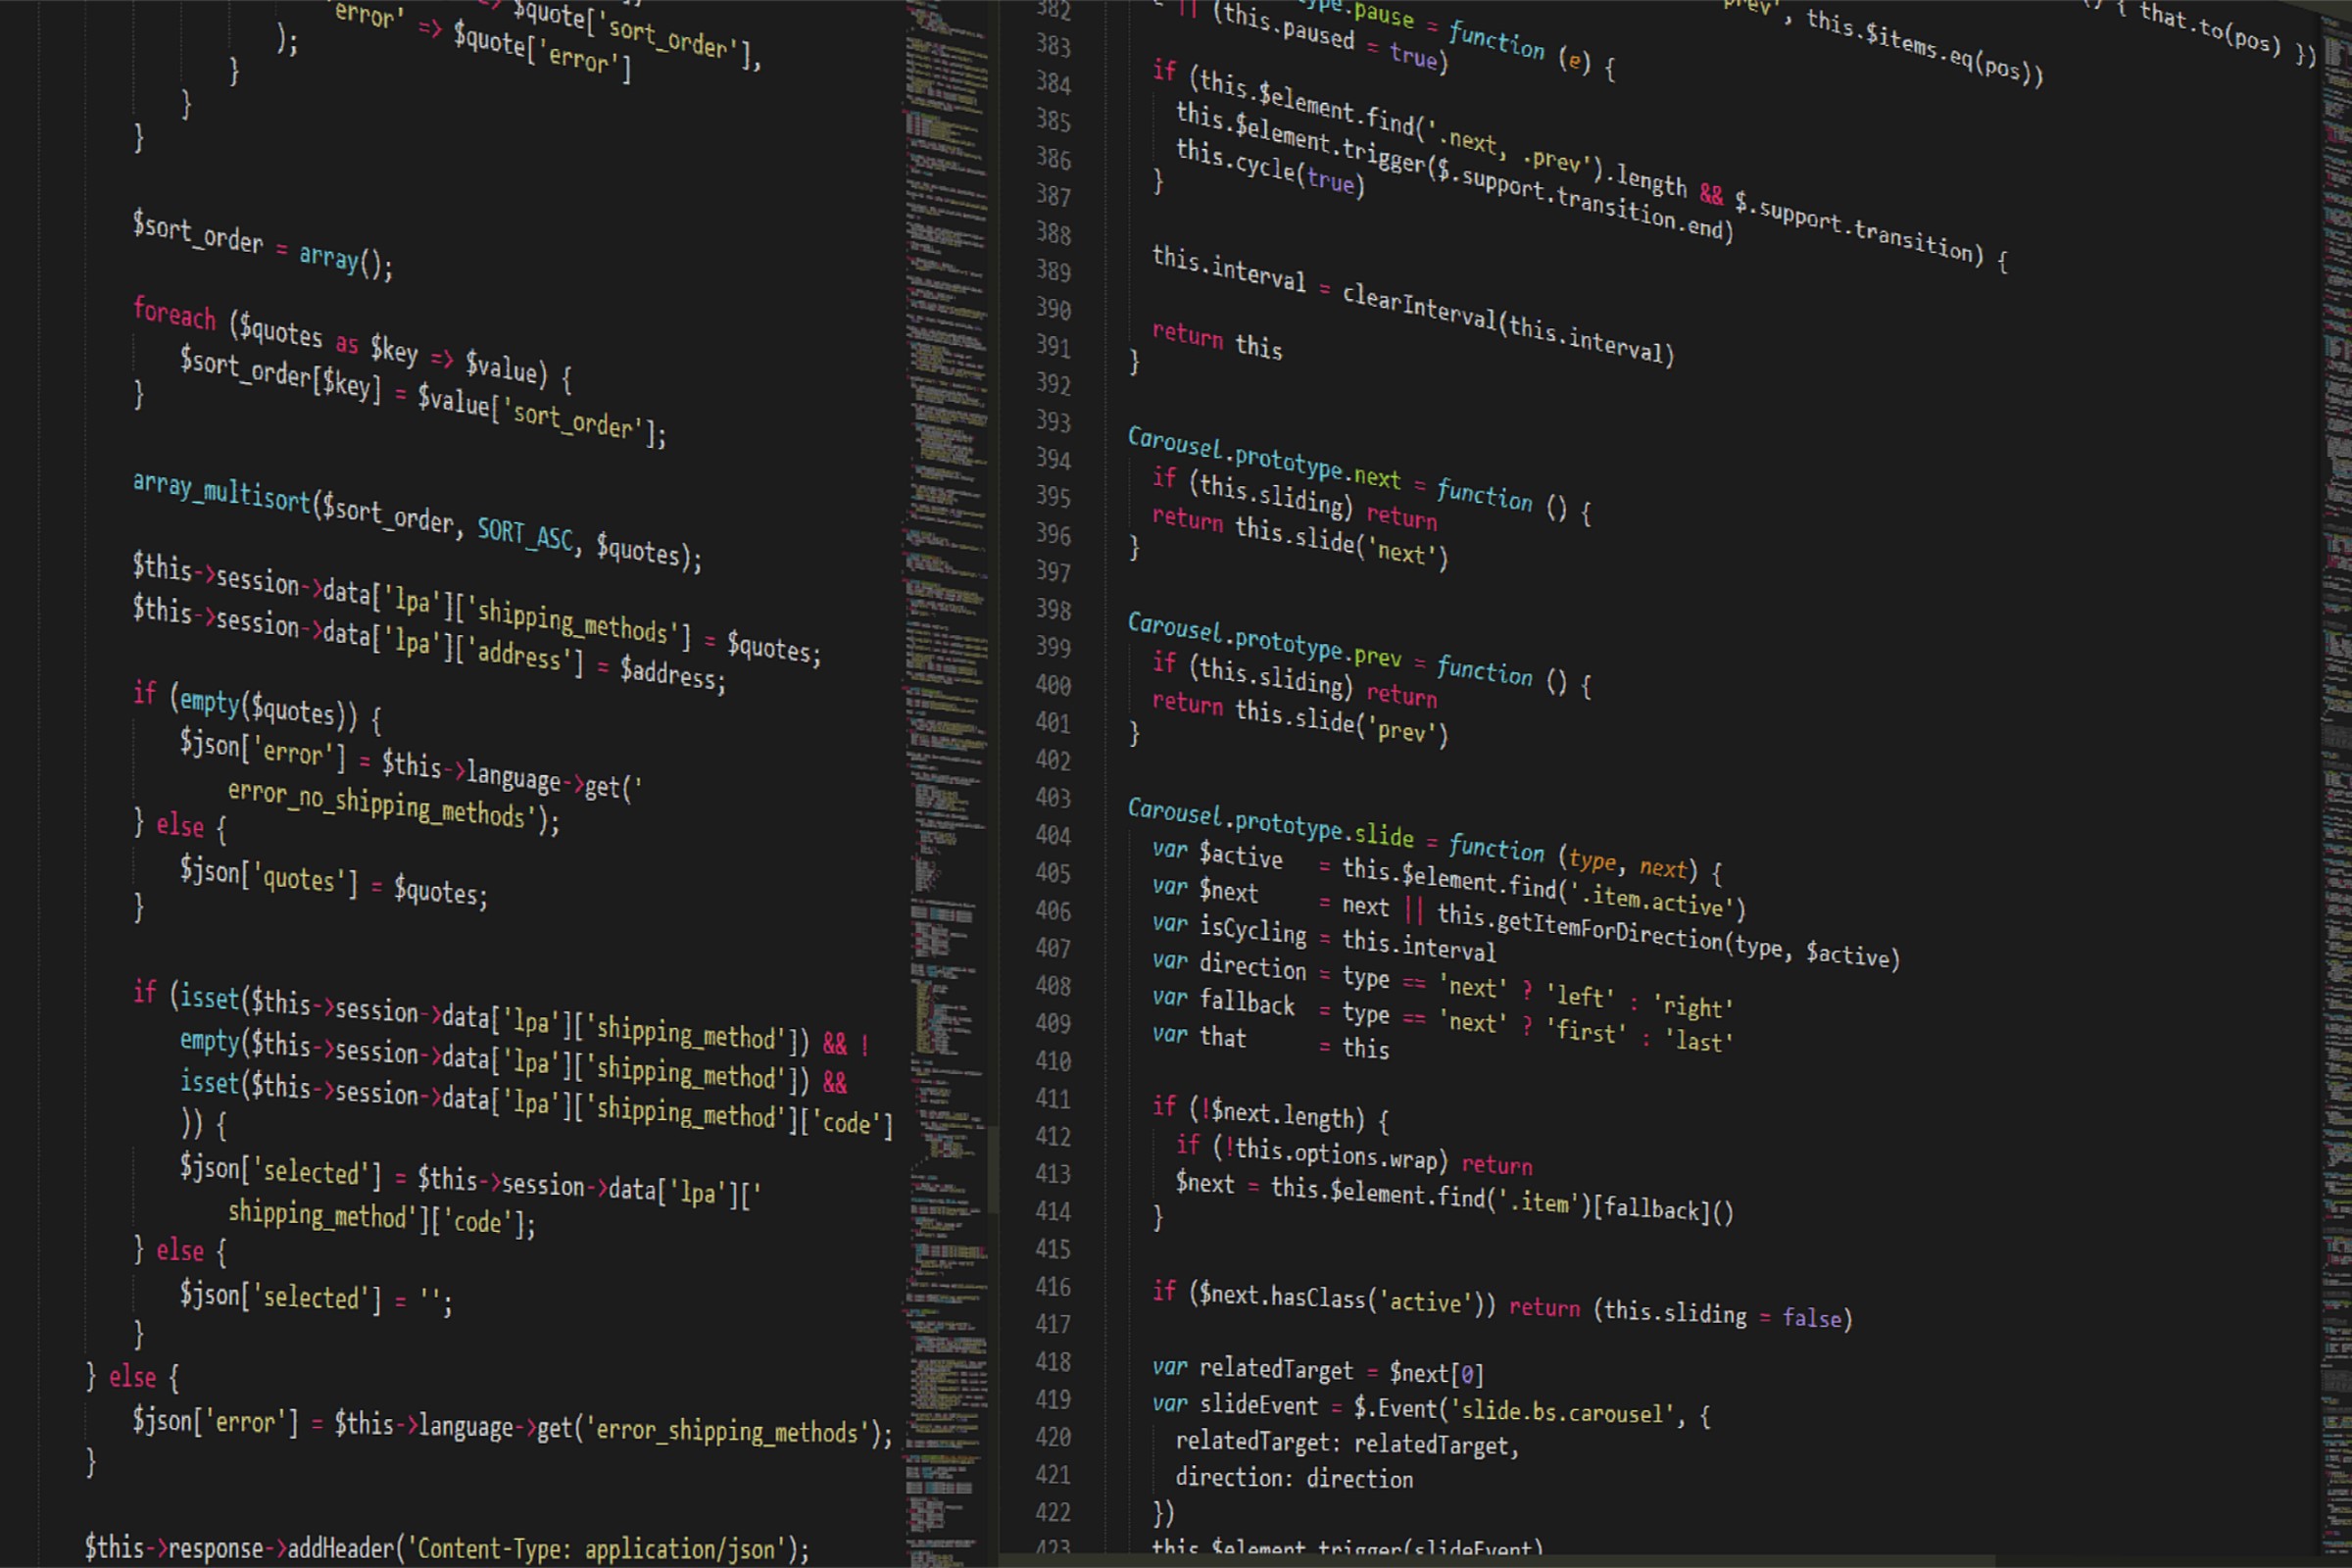 $quote['sort_order'],
'error' => $quote['error']
);
}
}
}
$sort_order = array();
foreach ($quotes as $key => $value) {
$sort_order[$key] = $value['sort_order'];
}
array_multisort($sort_order, SORT_ASC, $quotes);
$this->session->data['lpa']['shipping_methods'] = $quotes;
$this->session->data['lpa']['address'] = $address;
if (empty($quotes)) {
$json['error'] = $this->language->get('
error_no_shipping_methods');
} else {
$json['quotes'] = $quotes;
}
if (isset($this->session->data['lpa']['shipping_method']) && !
empty($this->session->data['lpa']['shipping_method']) &&
isset($this->session->data['lpa']['shipping_method']['code']
)) {
$json['selected'] = $this->session->data['lpa']['
shipping_method']['code'];
} else {
$json['selected'] = '';
}
} else {
$json['error'] = $this->language->get('error_shipping_methods');
}
$this->response->addHeader('Content-Type: application/json');
prev', this.$items.eq(pos))
{ that.to(pos) })
.pause = function (e) {
382 || (this.paused = true)
383 if (this.$element.find('.next, .prev').length && $.support.transition) {
384 this.$element.trigger($.support.transition.end)
385 this.cycle(true)
386 }
387
388 this.interval = clearInterval(this.interval)
389
390 return this
391 }
392
393 Carousel.prototype.next = function () {
394 if (this.sliding) return
395 return this.slide('next')
396 }
397
398 Carousel.prototype.prev = function () {
399 if (this.sliding) return
400 return this.slide('prev')
401 }
402
403 Carousel.prototype.slide = function (type, next) {
404 var $active = this.$element.find('.item.active')
405 var $next = next || this.getItemForDirection(type, $active)
406 var isCycling = this.interval
407 var direction = type == 'next' ? 'left' : 'right'
408 var fallback = type == 'next' ? 'first' : 'last'
409 var that = this
410
411 if (!$next.length) {
412 if (!this.options.wrap) return
413 $next = this.$element.find('.item')[fallback]()
414 }
415
416 if ($next.hasClass('active')) return (this.sliding = false)
417
418 var relatedTarget = $next[0]
419 var slideEvent = $.Event('slide.bs.carousel', {
420 relatedTarget: relatedTarget,
421 direction: direction
422 })
423 this.$element.trigger(slideEvent)